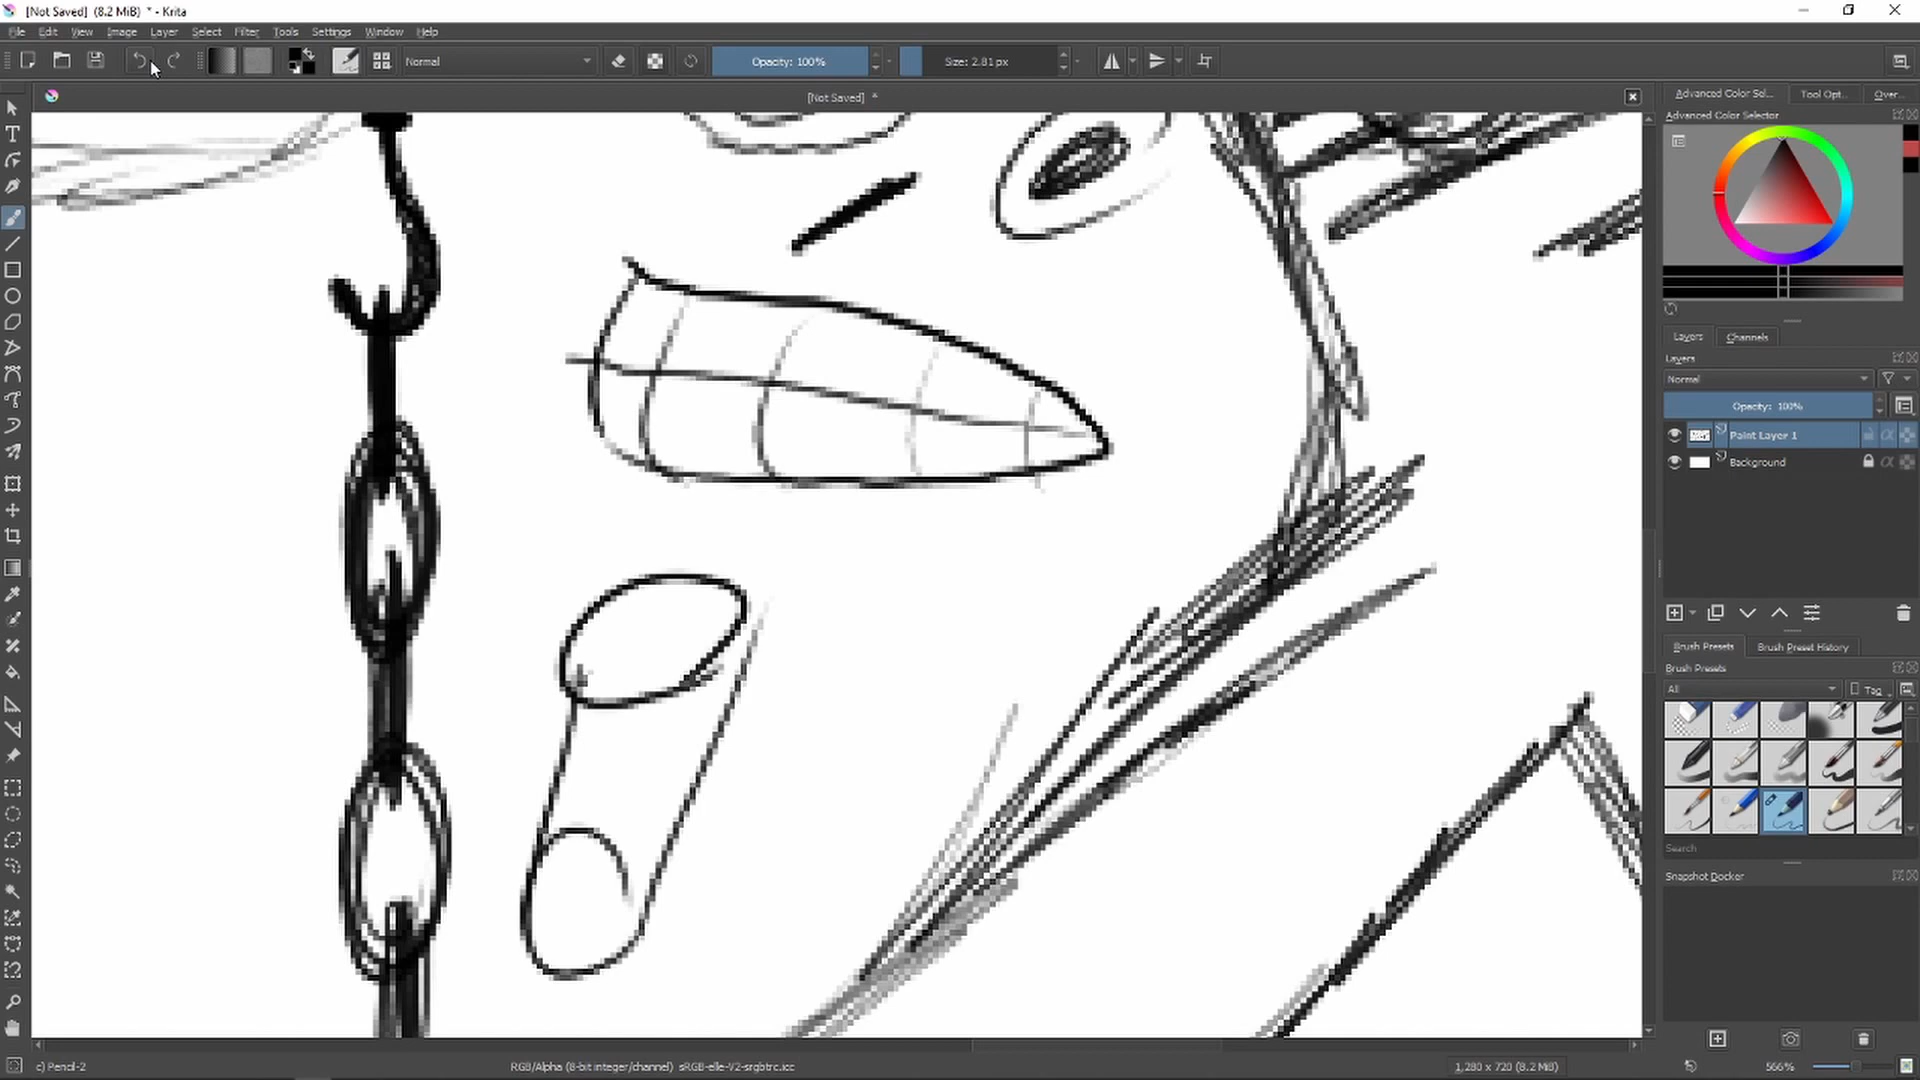 [Not Saved]  (8.2 MiB)  * - Krita
File Edit View Image Layer Select Filter Tools Settings Window Help
Normal
Opacity: 100%
Size: 2.81 px
[Not Saved]  *
Advanced Color Sel... Tool Opt... Over...
Advanced Color Selector
Layers Channels
Layers
Normal
Opacity: 100%
Paint Layer 1
Background
Brush Presets Brush Preset History
Brush Presets
All Tag
Search
Snapshot Docker
c) Pencil-2
RGB/Alpha (8-bit integer/channel)  sRGB-elle-V2-srgbtrc.icc
1,280 x 720 (8.2 MiB)
566%